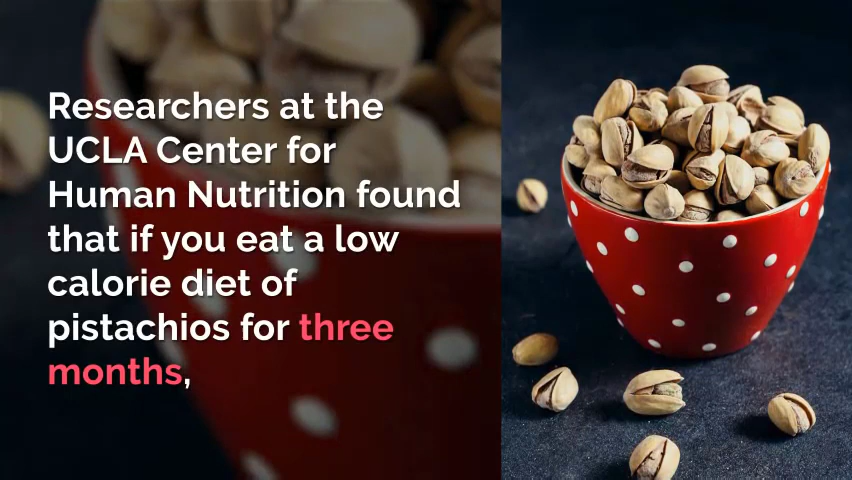 Researchers at the
UCLA Center for
Human Nutrition found
that if you eat a low
calorie diet of
pistachios for three
months,